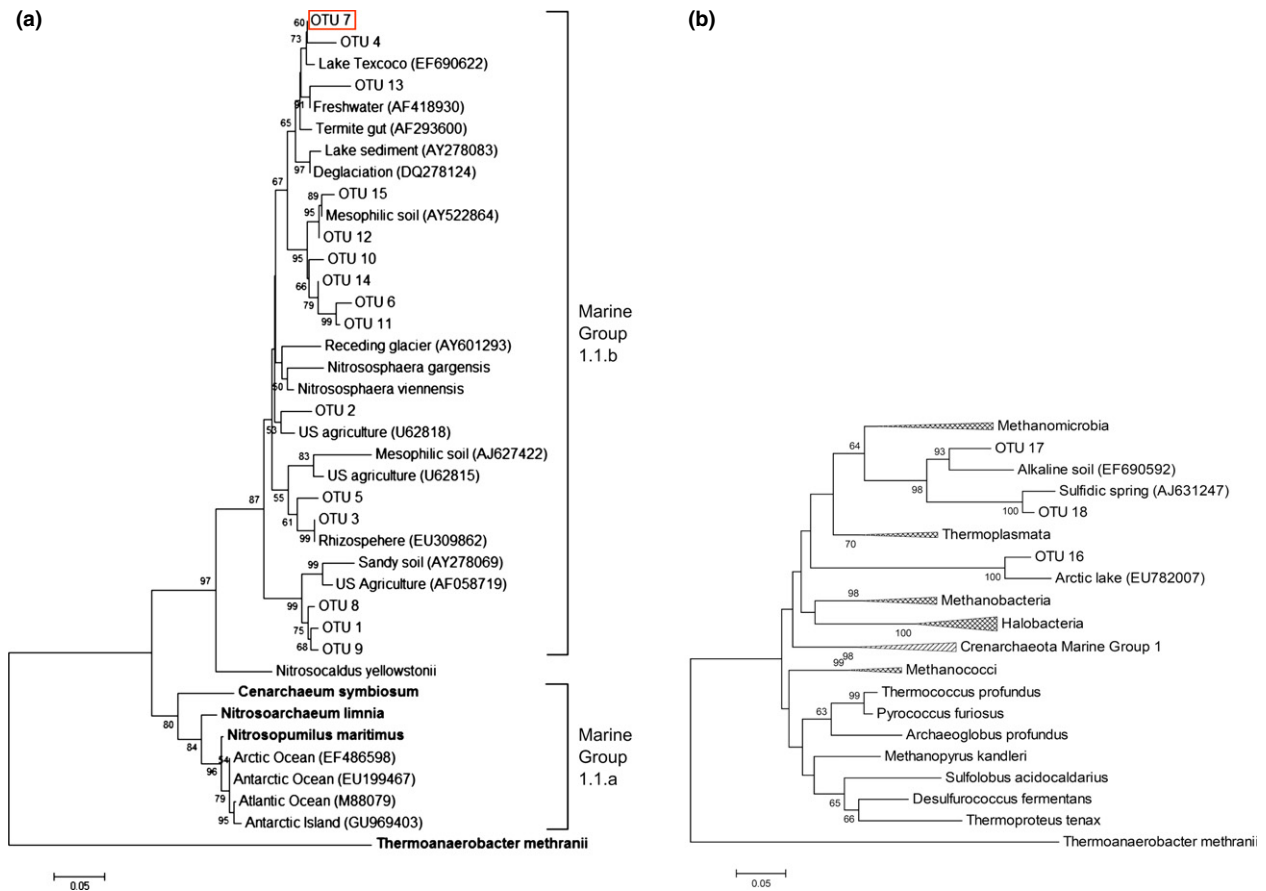 (a)
60
OTU 7
73
OTU 4
Lake Texcoco (EF690622)
OTU 13
91
Freshwater (AF418930)
65
Termite gut (AF293600)
Lake sediment (AY278083)
97
Deglaciation (DQ278124)
67
89
OTU 15
95
Mesophilic soil (AY522864)
OTU 12
95
OTU 10
66
OTU 14
79
OTU 6
99
OTU 11
Receding glacier (AY601293)
Nitrososphaera gargensis
50
Nitrososphaera viennensis
OTU 2
53
US agriculture (U62818)
83
Mesophilic soil (AJ627422)
US agriculture (U62815)
87
55
OTU 5
61
OTU 3
99
Rhizospehere (EU309862)
99
Sandy soil (AY278069)
97
US Agriculture (AF058719)
99
OTU 8
75
OTU 1
68
OTU 9
Nitrosocaldus yellowstonii
Marine
Group
1.1.b
Cenarchaeum symbiosum
80
Nitrosoarchaeum limnia
84
Nitrosopumilus maritimus
54
Arctic Ocean (EF486598)
96
Antarctic Ocean (EU199467)
79
Atlantic Ocean (M88079)
95
Antarctic Island (GU969403)
Marine
Group
1.1.a
Thermoanaerobacter methranii
0.05
(b)
Methanomicrobia
64
93
OTU 17
Alkaline soil (EF690592)
98
Sulfidic spring (AJ631247)
100
OTU 18
Thermoplasmata
70
OTU 16
100
Arctic lake (EU782007)
98
Methanobacteria
Halobacteria
100
Crenarchaeota Marine Group 1
98
99
Methanococci
99
Thermococcus profundus
63
Pyrococcus furiosus
Archaeoglobus profundus
Methanopyrus kandleri
Sulfolobus acidocaldarius
65
Desulfurococcus fermentans
66
Thermoproteus tenax
Thermoanaerobacter methranii
0.05